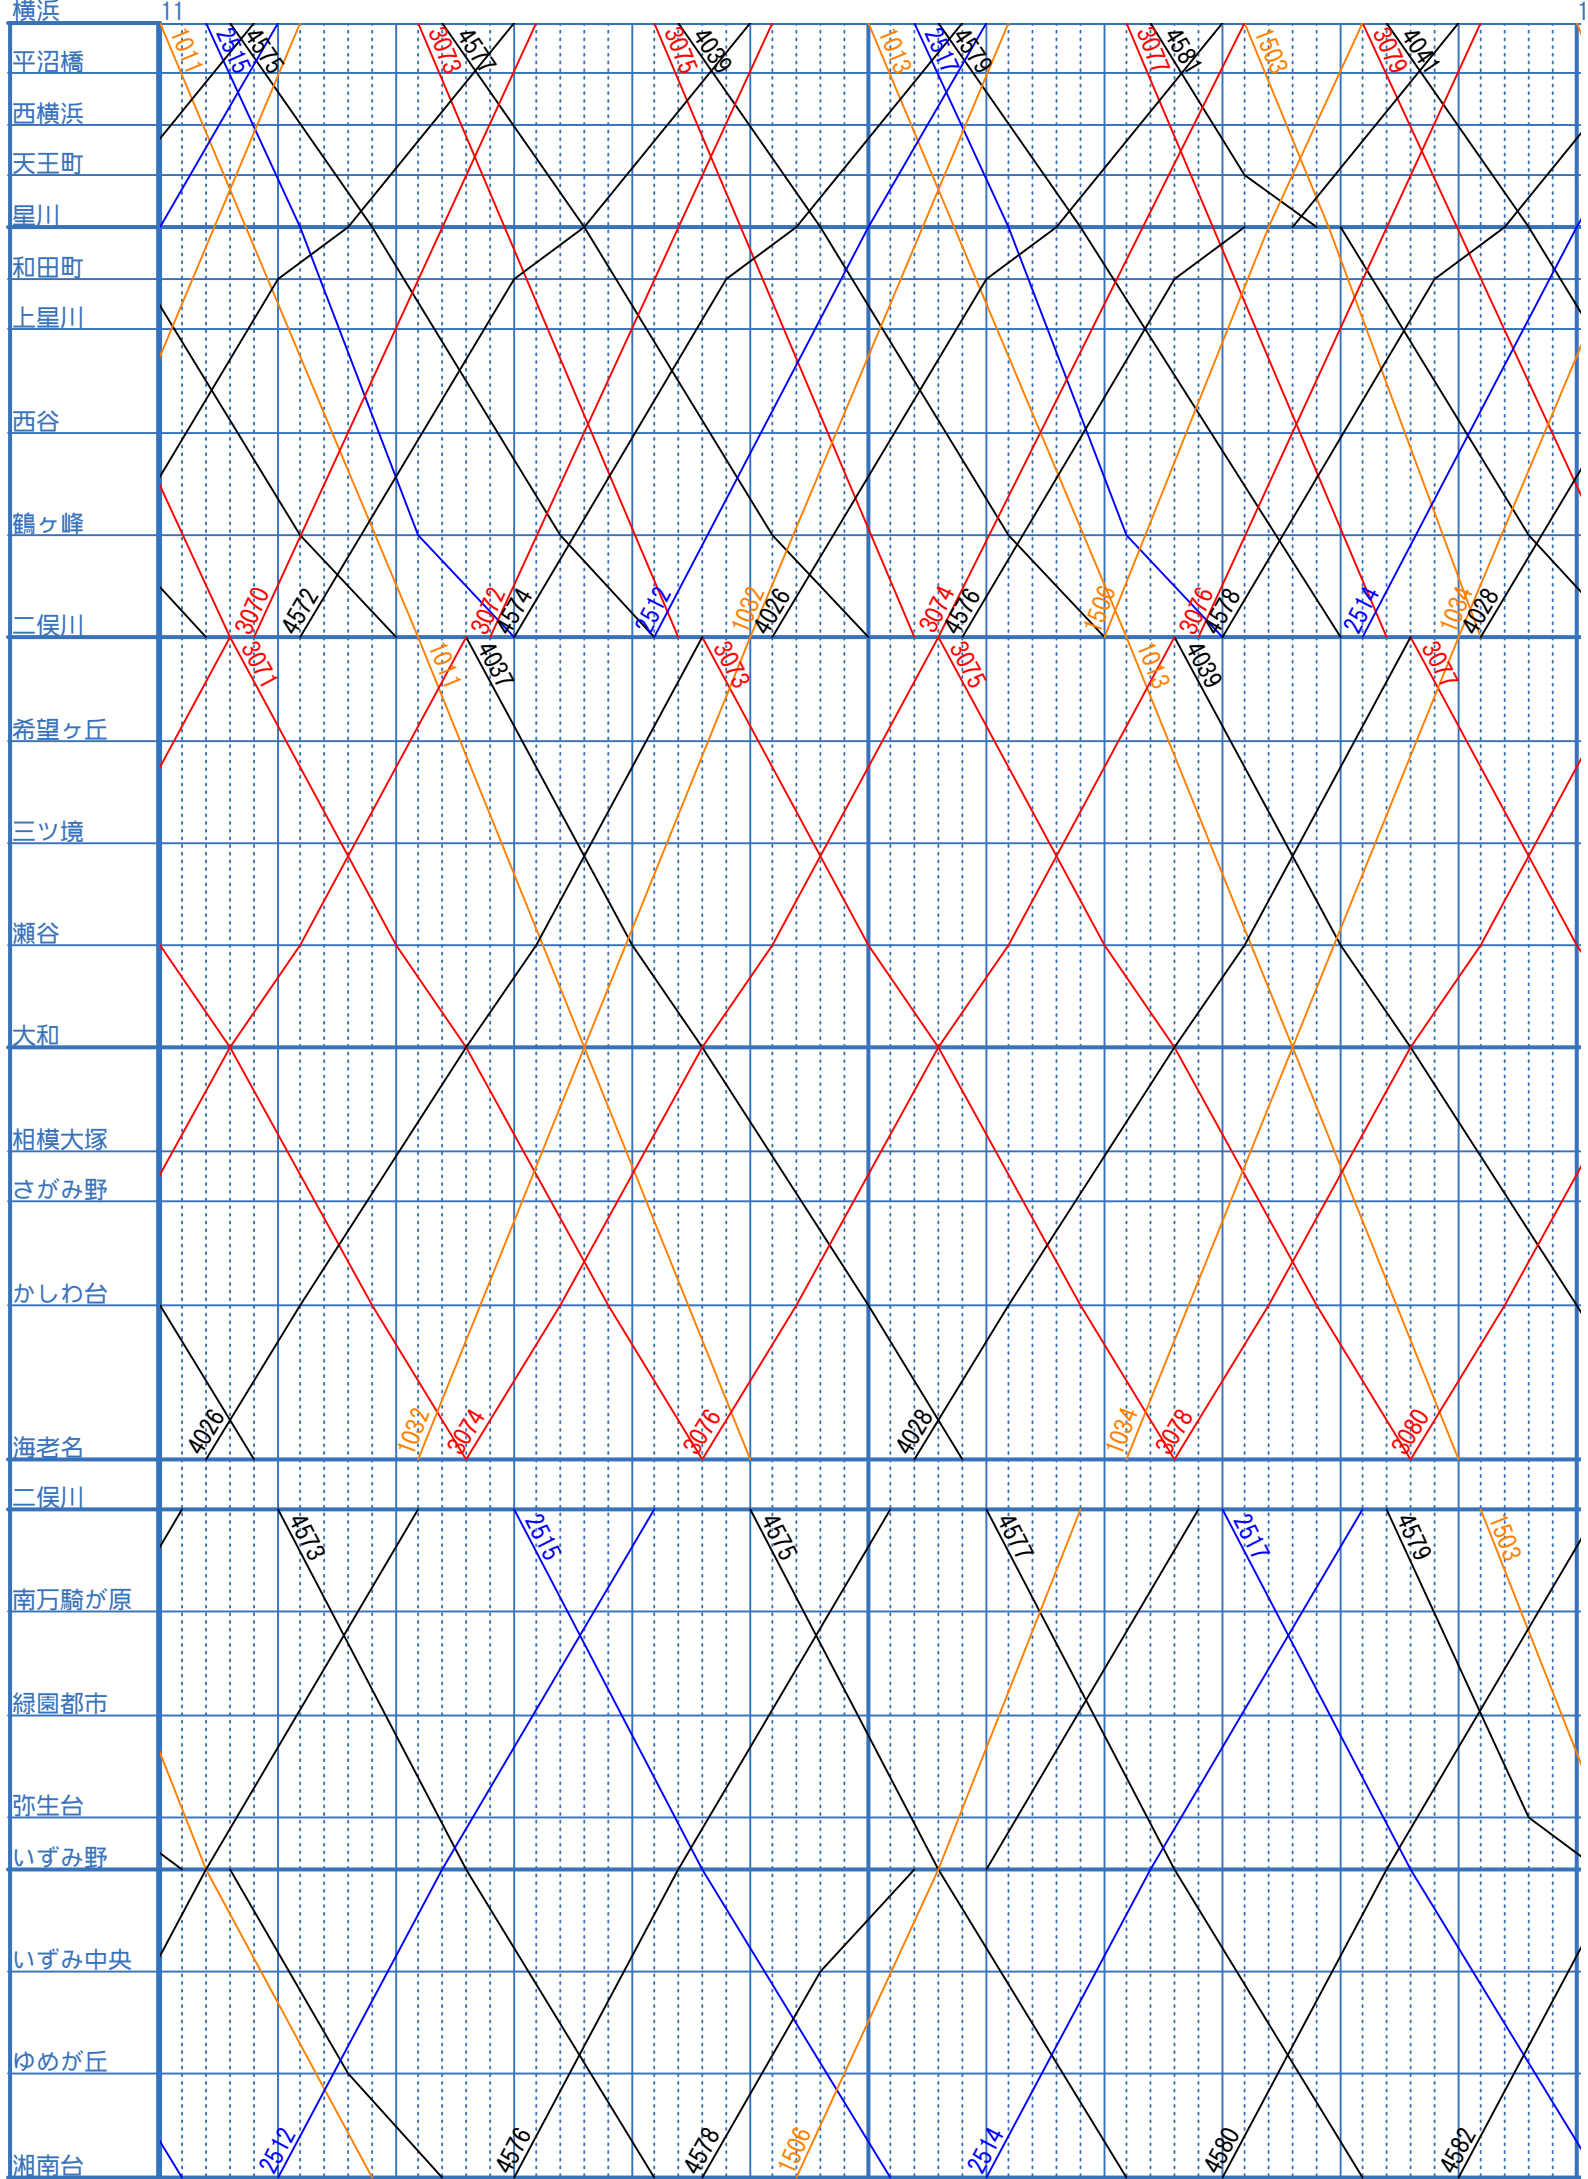 横浜
11
1
1011
2515
4575
3073
4577
3075
4039
1013
2517
4579
3077
4581
1503
3079
4041
平沼橋
西横浜
天王町
星川
和田町
上星川
西谷
鶴ヶ峰
二俣川
3070
4572
3072
4574
2512
1032
4026
3074
4576
1506
3076
4578
2514
1034
4028
3071
1011
4037
3073
3075
1013
4039
3077
希望ヶ丘
三ツ境
瀬谷
大和
相模大塚
さがみ野
かしわ台
海老名
4026
1032
3074
3076
4028
1034
3078
3080
二俣川
4573
2515
4575
4577
2517
4579
1503
南万騎が原
緑園都市
弥生台
いずみ野
いずみ中央
ゆめが丘
湘南台
2512
4576
4578
1506
2514
4580
4582